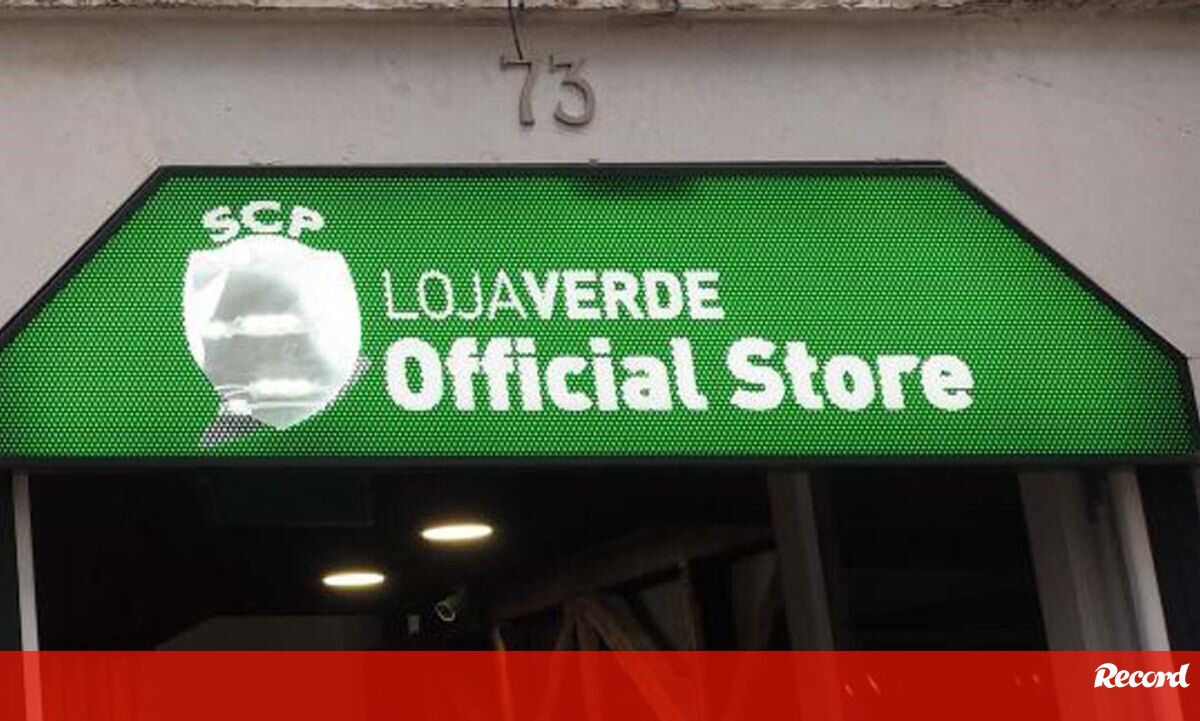 73
SCP
LOJAVERDE
Official Store
Record